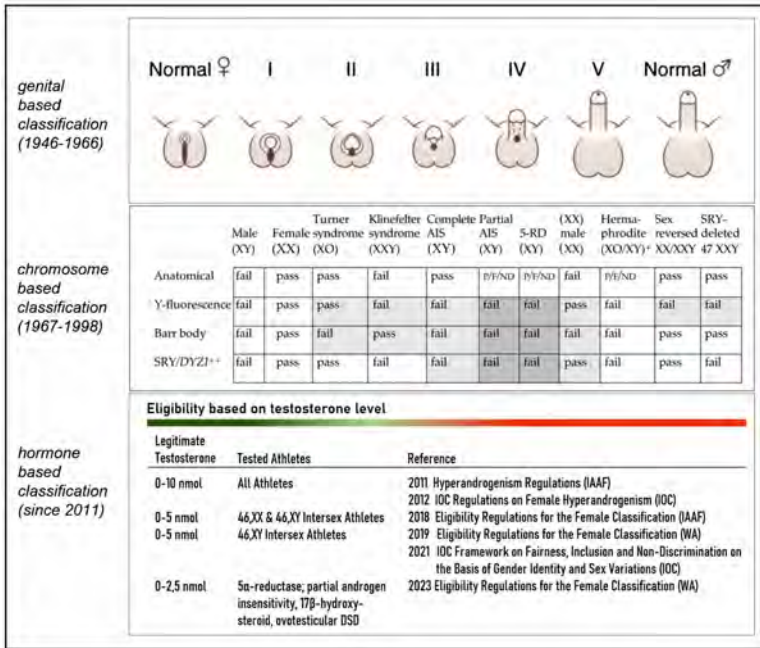 genital
based
classification
(1946-1966)
Normal ♀ I II III IV V Normal ♂
chromosome
based
classification
(1967-1998)
Male (XY) Female (XX) Turner syndrome (XO) Klinefelter syndrome (XXY) Complete AIS (XY) Partial AIS (XY) 5-RD (XY) (XX) male (XX) Herma-phrodite (XO/XY)⁺ Sex reversed XX/XXY SRY-deleted 47 XXY
Anatomical fail pass pass fail pass P/F/ND P/F/ND fail P/F/ND pass pass
Y-fluorescence fail pass pass fail fail fail fail pass fail fail fail
Barr body fail pass fail pass fail fail fail fail fail pass pass
SRY/DYZ1⁺⁺ fail pass pass fail fail fail fail pass fail pass fail
hormone
based
classification
(since 2011)
Eligibility based on testosterone level
Legitimate
Testosterone Tested Athletes Reference
0-10 nmol All Athletes 2011 Hyperandrogenism Regulations (IAAF)
2012 IOC Regulations on Female Hyperandrogenism (IOC)
0-5 nmol 46,XX & 46,XY Intersex Athletes 2018 Eligibility Regulations for the Female Classification (IAAF)
0-5 nmol 46,XY Intersex Athletes 2019 Eligibility Regulations for the Female Classification (WA)
2021 IOC Framework on Fairness, Inclusion and Non-Discrimination on
the Basis of Gender Identity and Sex Variations (IOC)
0-2,5 nmol 5α-reductase; partial androgen 2023 Eligibility Regulations for the Female Classification (WA)
insensitivity, 17β-hydroxy-
steroid, ovotesticular DSD